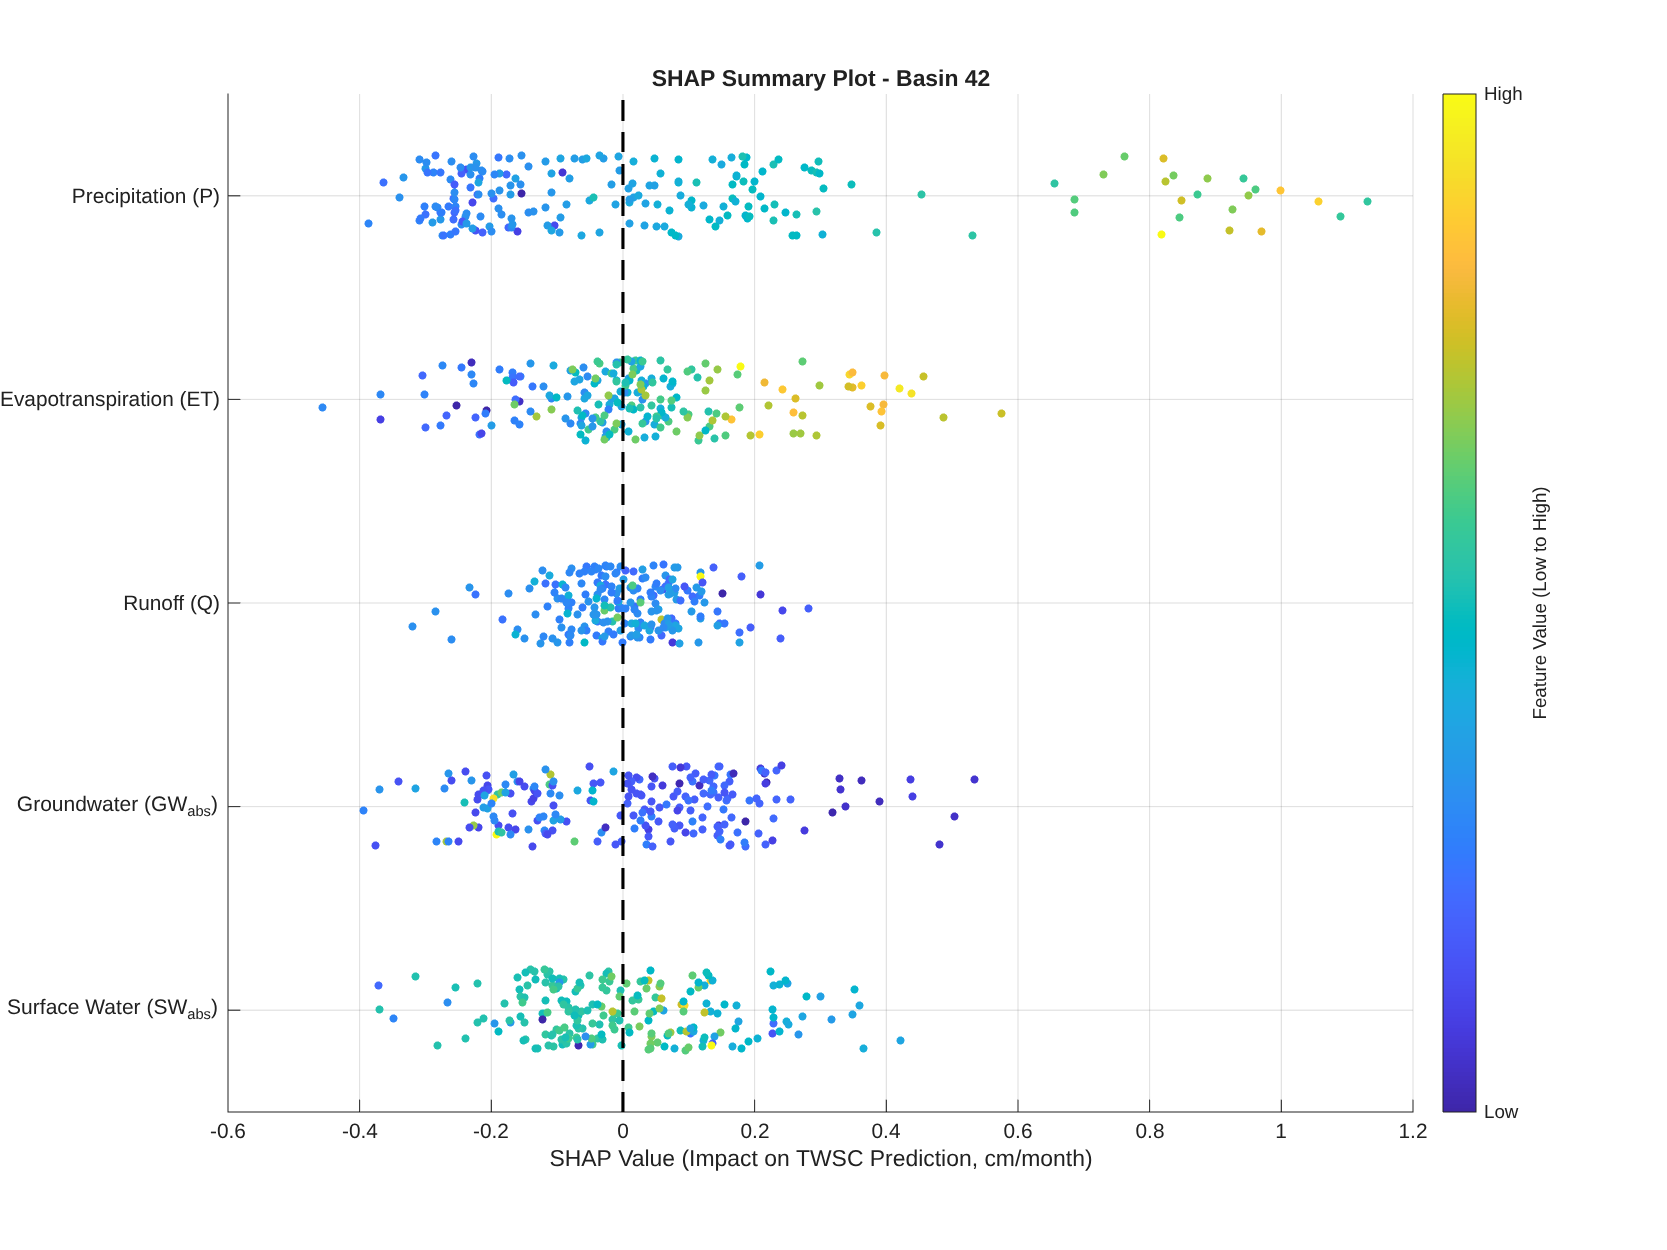 SHAP Summary Plot - Basin 42
High
Precipitation (P)
Evapotranspiration (ET)
Runoff (Q)
Groundwater (GWabs)
Surface Water (SWabs)
Feature Value (Low to High)
Low
-0.6 -0.4 -0.2 0 0.2 0.4 0.6 0.8 1 1.2
SHAP Value (Impact on TWSC Prediction, cm/month)